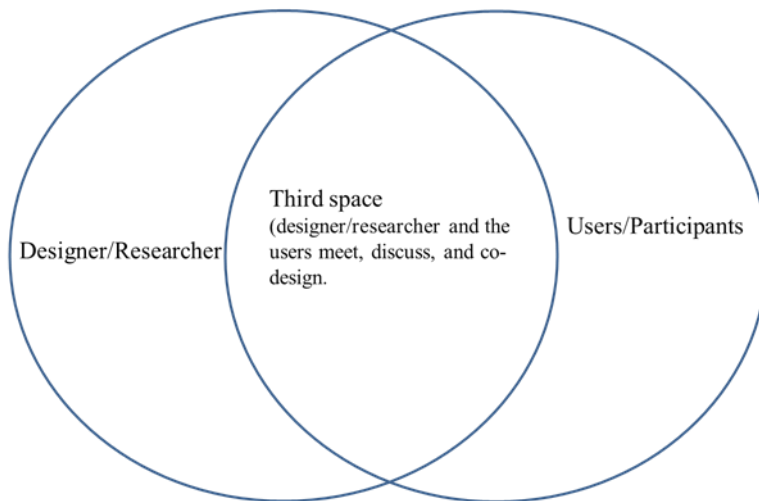 Designer/Researcher
Third space
(designer/researcher and the
users meet, discuss, and co-
design.
Users/Participants